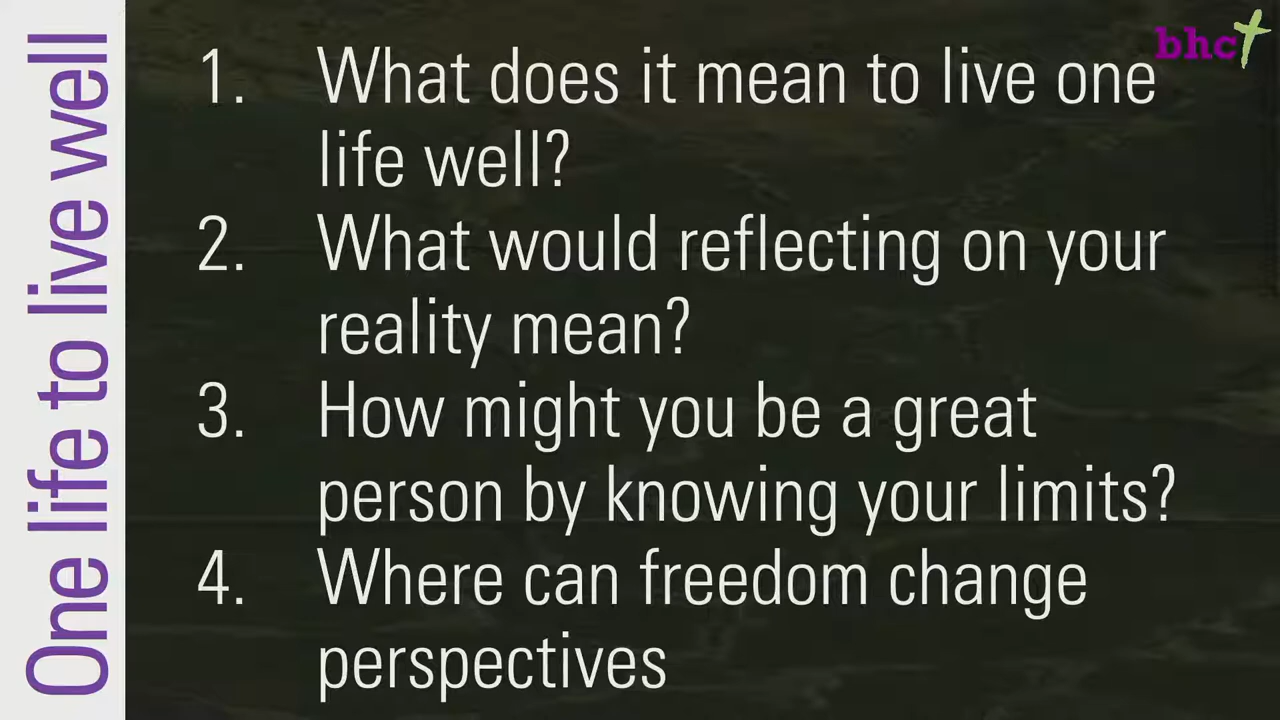 One life to live well
bhc
1. What does it mean to live one
life well?
2. What would reflecting on your
reality mean?
3. How might you be a great
person by knowing your limits?
4. Where can freedom change
perspectives